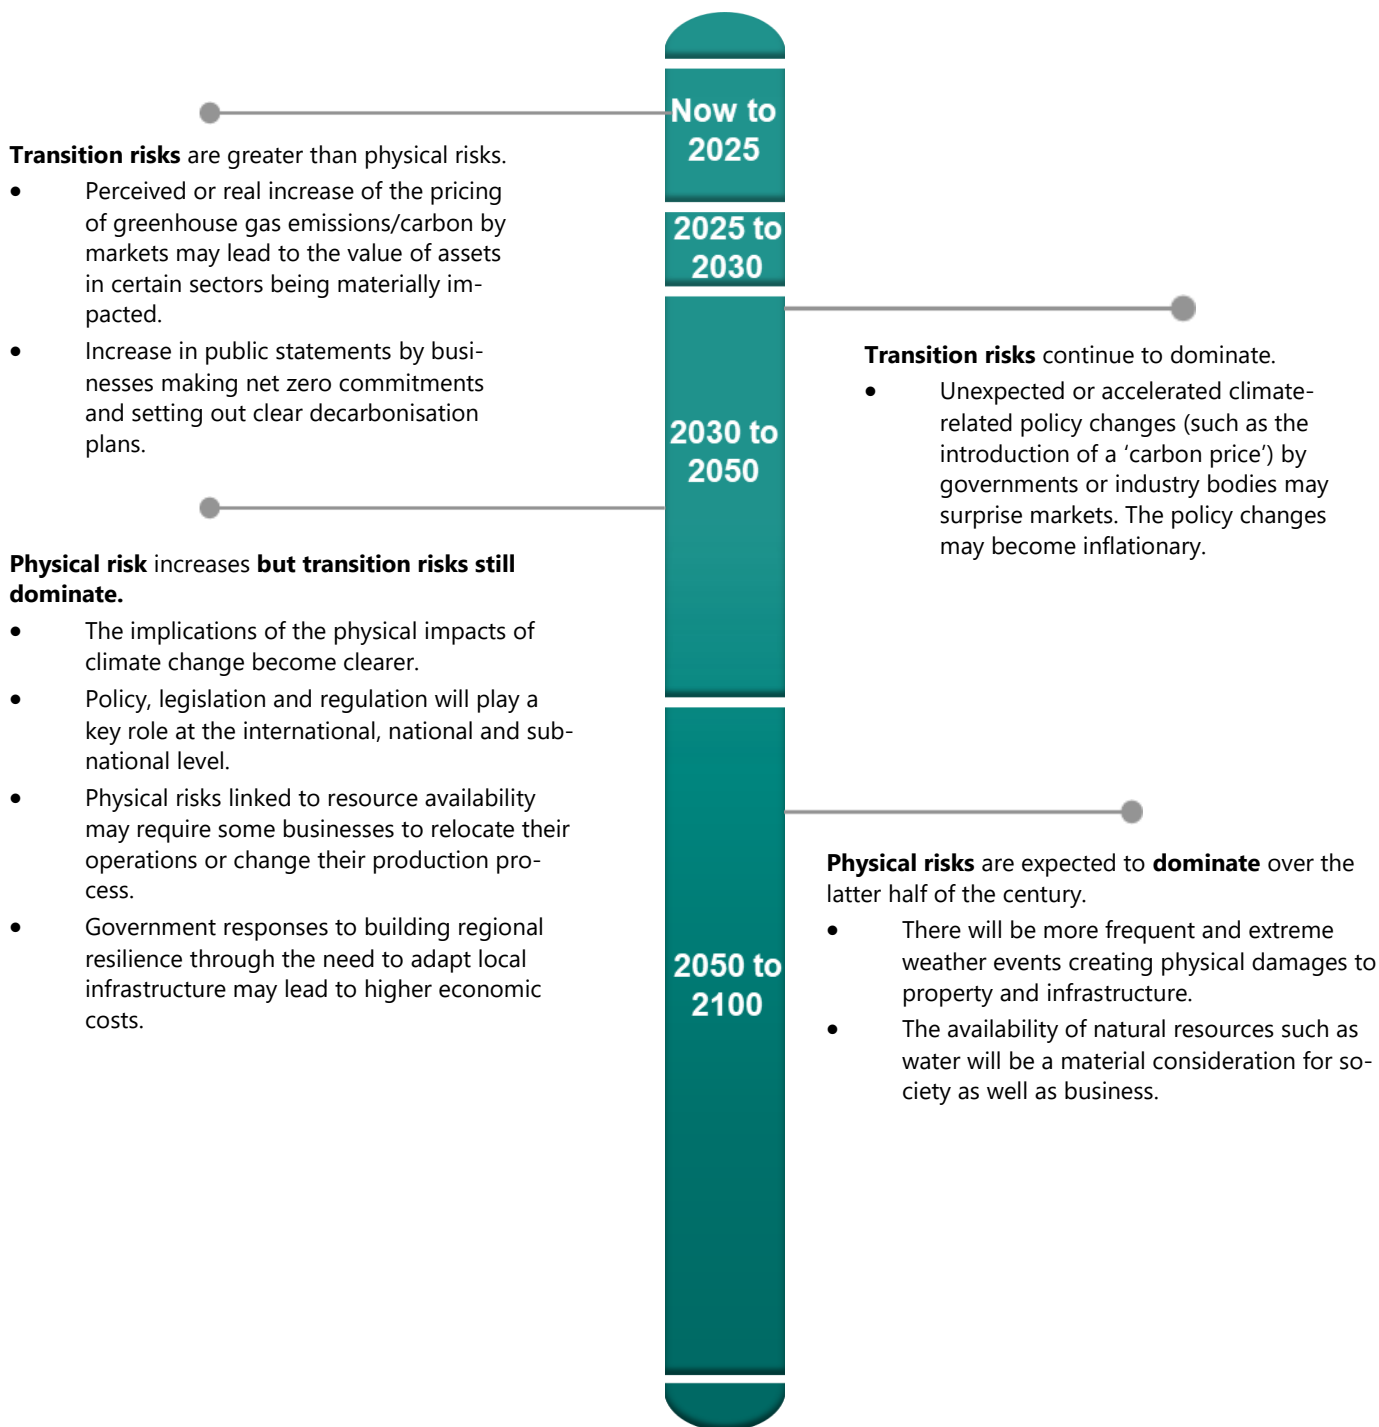 Now to
2025
Transition risks are greater than physical risks.
• Perceived or real increase of the pricing
of greenhouse gas emissions/carbon by
markets may lead to the value of assets
in certain sectors being materially im-
pacted.
• Increase in public statements by busi-
nesses making net zero commitments
and setting out clear decarbonisation
plans.
2025 to
2030
Transition risks continue to dominate.
• Unexpected or accelerated climate-
related policy changes (such as the
introduction of a ‘carbon price’) by
governments or industry bodies may
surprise markets. The policy changes
may become inflationary.
2030 to
2050
Physical risk increases but transition risks still
dominate.
• The implications of the physical impacts of
climate change become clearer.
• Policy, legislation and regulation will play a
key role at the international, national and sub-
national level.
• Physical risks linked to resource availability
may require some businesses to relocate their
operations or change their production pro-
cess.
• Government responses to building regional
resilience through the need to adapt local
infrastructure may lead to higher economic
costs.
2050 to
2100
Physical risks are expected to dominate over the
latter half of the century.
• There will be more frequent and extreme
weather events creating physical damages to
property and infrastructure.
• The availability of natural resources such as
water will be a material consideration for so-
ciety as well as business.